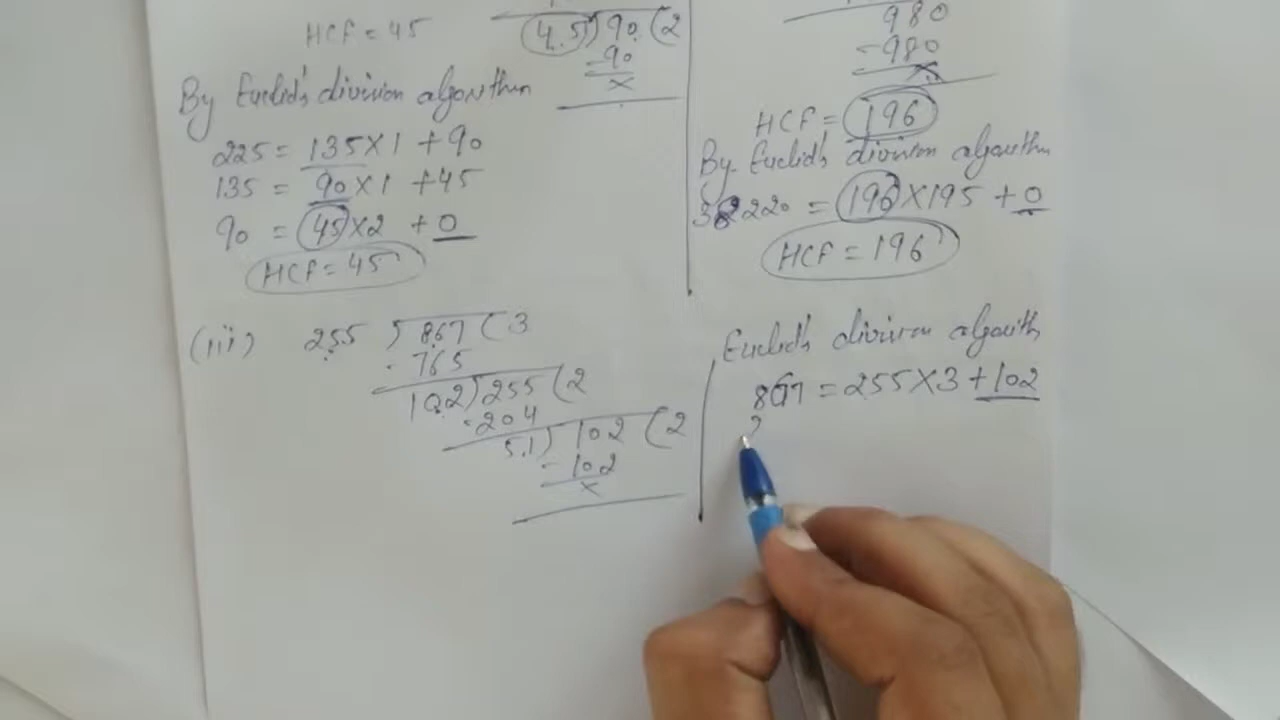 HCF = 45
45) 90 (2
- 90
x
By Euclid's division algorithm
225 = 135 X 1 + 90
135 = 90 X 1 + 45
90 = 45 X 2 + 0
HCF = 45
980
- 980
x
HCF = 196
By Euclid's division algorithm
38220 = 196 X 195 + 0
HCF = 196
(iii) 255 ) 867 ( 3
- 765
102) 255 (2
- 204
51) 102 (2
- 102
x
Euclid's division algorith
867 = 255 X 3 + 102
2